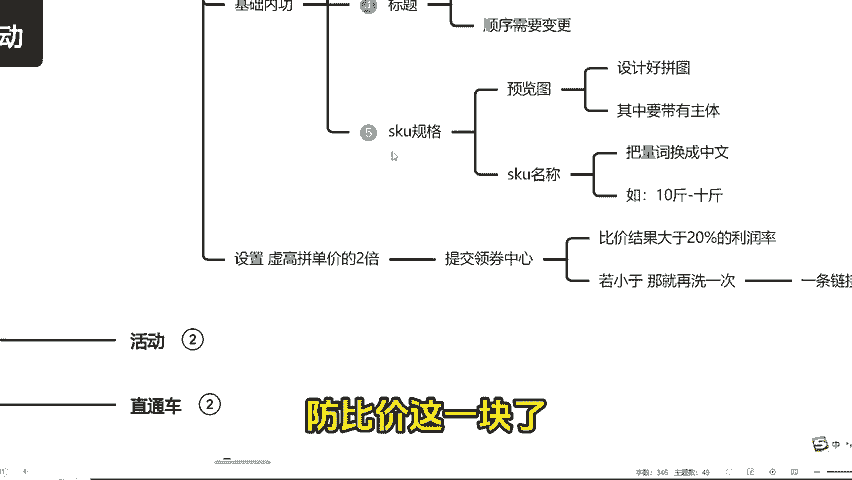 动
基础内功
标题
顺序需要变更
⑤ sku规格
预览图
设计好拼图
其中要带有主体
sku名称
把量词换成中文
如：10斤-十斤
设置 虚高拼单价的2倍
提交领券中心
比价结果大于20%的利润率
若小于 那就再洗一次
一条链接
活动 ②
直通车 ②
防比价这一块了
中
字数：346 主题数：49